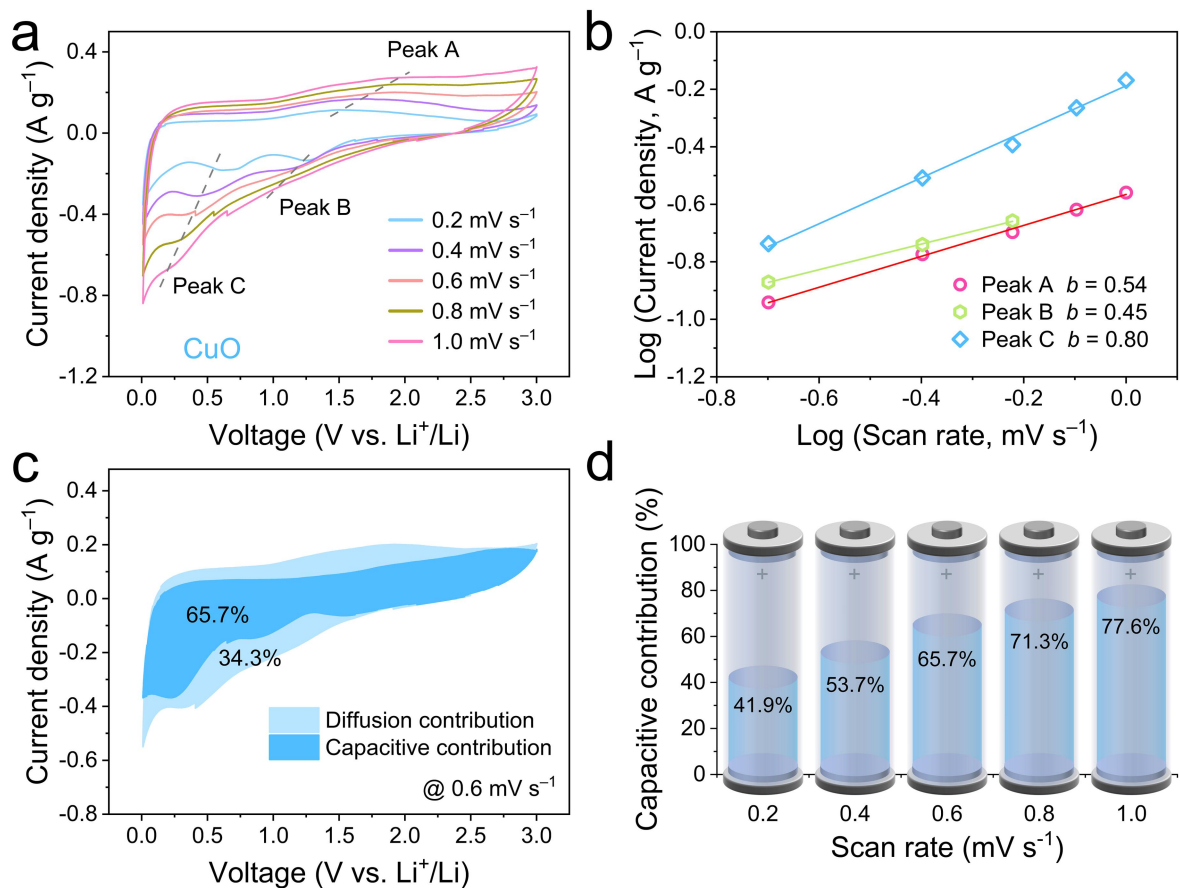 a
Current density (A g⁻¹)
0.4
0.0
-0.4
-0.8
-1.2
Peak A
Peak B
Peak C
CuO
0.2 mV s⁻¹
0.4 mV s⁻¹
0.6 mV s⁻¹
0.8 mV s⁻¹
1.0 mV s⁻¹
0.0 0.5 1.0 1.5 2.0 2.5 3.0
Voltage (V vs. Li⁺/Li)
b
Log (Current density, A g⁻¹)
0.0
-0.2
-0.4
-0.6
-0.8
-1.0
-1.2
Peak A b = 0.54
Peak B b = 0.45
Peak C b = 0.80
-0.8 -0.6 -0.4 -0.2 0.0
Log (Scan rate, mV s⁻¹)
c
Current density (A g⁻¹)
0.4
0.2
0.0
-0.2
-0.4
-0.6
-0.8
65.7%
34.3%
Diffusion contribution
Capacitive contribution
@ 0.6 mV s⁻¹
0.0 0.5 1.0 1.5 2.0 2.5 3.0
Voltage (V vs. Li⁺/Li)
d
Capacitive contribution (%)
100
80
60
40
20
0
+ + + + +
41.9%
53.7%
65.7%
71.3%
77.6%
0.2 0.4 0.6 0.8 1.0
Scan rate (mV s⁻¹)